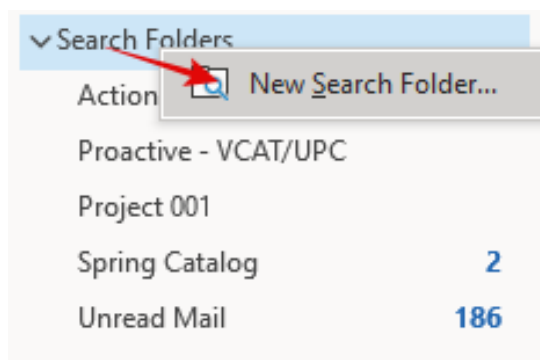 Search Folders
New Search Folder...
Action
Proactive - VCAT/UPC
Project 001
Spring Catalog 2
Unread Mail 186